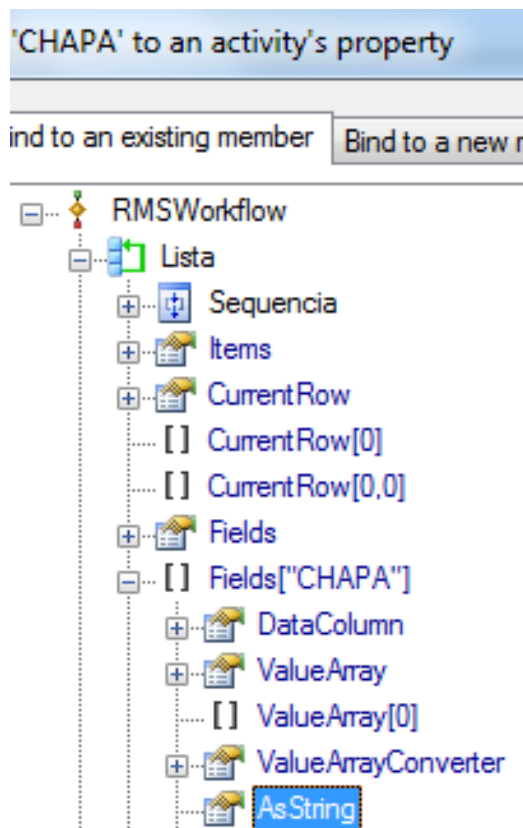 'CHAPA' to an activity's property
ind to an existing member
Bind to a new
RMSWorkflow
Lista
Sequencia
Items
CurrentRow
[ ] CurrentRow[0]
[ ] CurrentRow[0,0]
Fields
[ ] Fields["CHAPA"]
DataColumn
ValueArray
[ ] ValueArray[0]
ValueArrayConverter
AsString